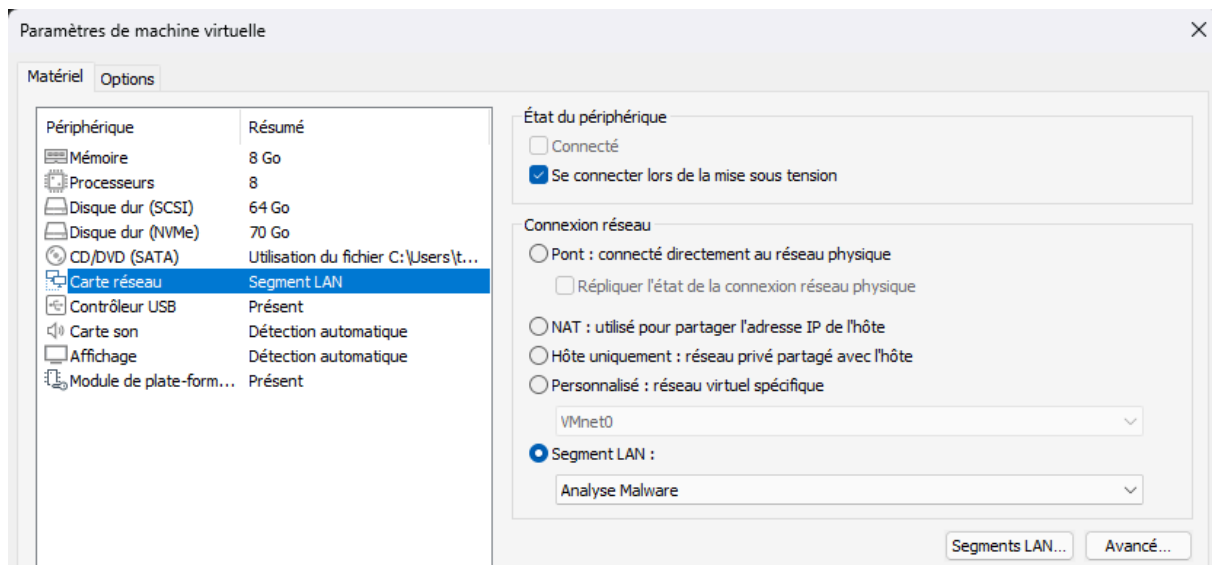 Paramètres de machine virtuelle
Matériel Options
Périphérique Résumé
Mémoire 8 Go
Processeurs 8
Disque dur (SCSI) 64 Go
Disque dur (NVMe) 70 Go
CD/DVD (SATA) Utilisation du fichier C:\Users\t...
Carte réseau Segment LAN
Contrôleur USB Présent
Carte son Détection automatique
Affichage Détection automatique
Module de plate-form... Présent
État du périphérique
Connecté
Se connecter lors de la mise sous tension
Connexion réseau
Pont : connecté directement au réseau physique
Répliquer l'état de la connexion réseau physique
NAT : utilisé pour partager l'adresse IP de l'hôte
Hôte uniquement : réseau privé partagé avec l'hôte
Personnalisé : réseau virtuel spécifique
VMnet0
Segment LAN :
Analyse Malware
Segments LAN... Avancé...